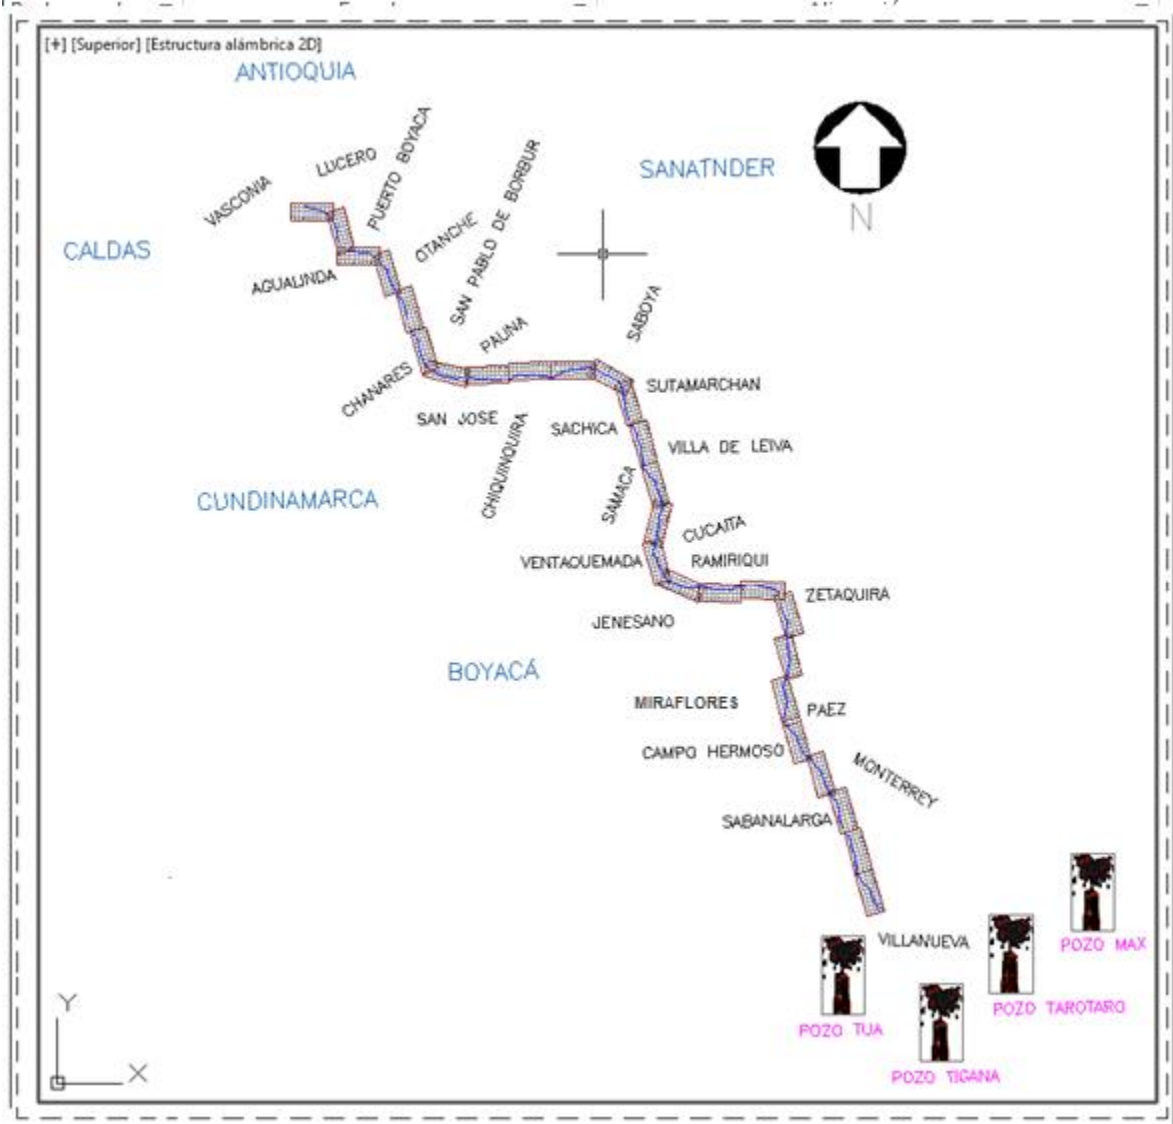 [+] [Superior] [Estructura alámbrica 2D]
ANTIOQUIA
LUCERO
PUERTO BOYACA
SAN PABLO DE BORBUR
SANATNDER
VASCONIA
N
OTANCHE
CALDAS
AGUALINDA
SABOYA
PAUNA
CHANARES
SUTAMARCHAN
SAN JOSE
SACHICA
VILLA DE LEIVA
CHIQUINQUIRA
SAMACA
CUNDINAMARCA
CUCAITA
VENTAQUEMADA
RAMIRIQUI
ZETAQUIRA
JENESANO
BOYACÁ
MIRAFLORES
PAEZ
CAMPO HERMOSO
MONTERREY
SABANALARGA
VILLANUEVA
POZO MAX
POZO TAROTARO
POZO TUA
POZO TIGANA
Y
X